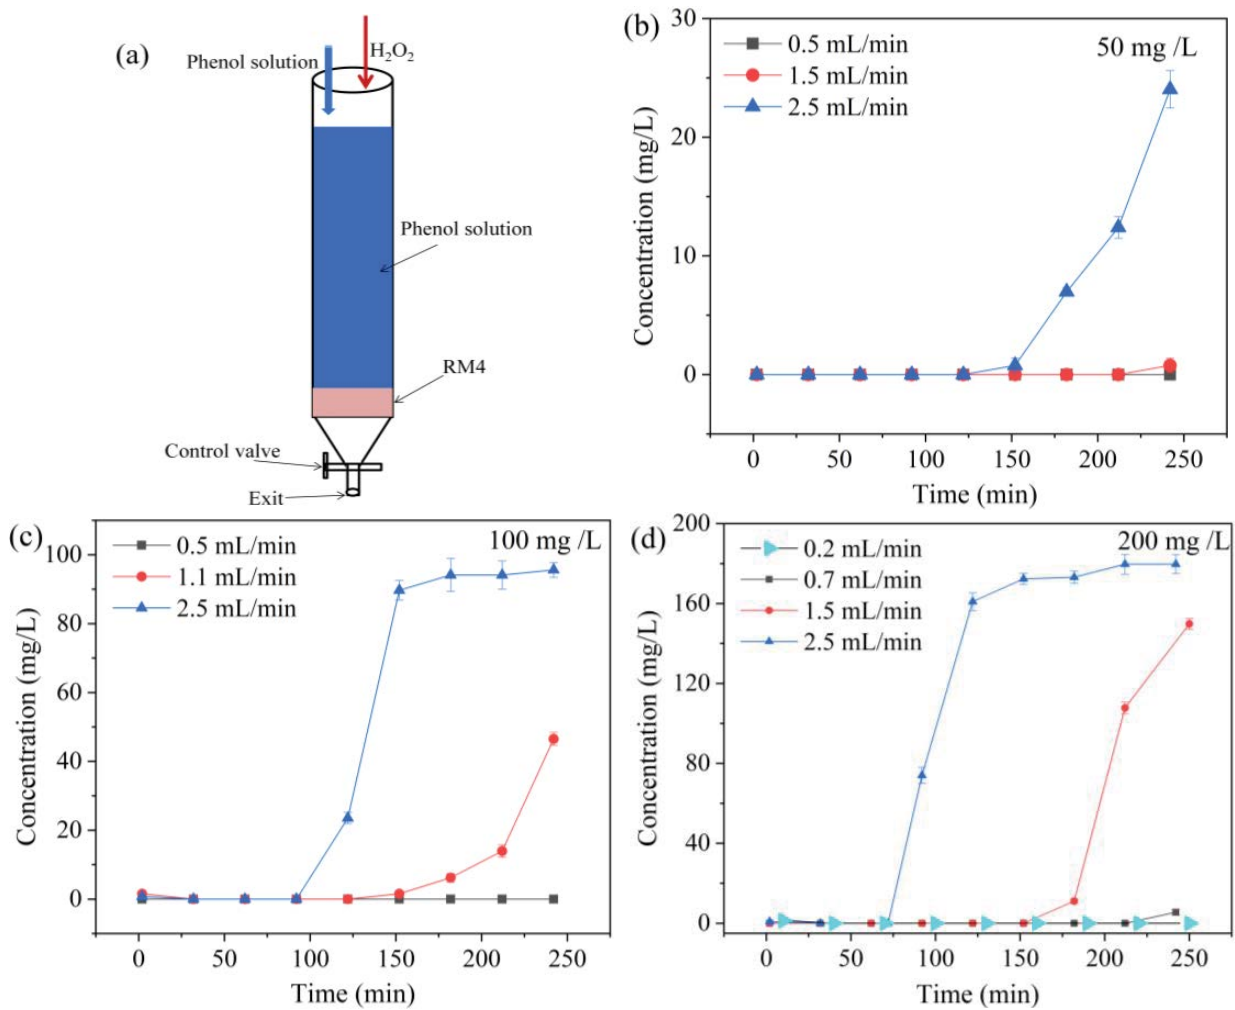 (a)
H₂O₂
Phenol solution
Phenol solution
RM4
Control valve
Exit
(b)
50 mg /L
0.5 mL/min
1.5 mL/min
2.5 mL/min
Concentration (mg/L)
30
20
10
0
0 50 100 150 200 250
Time (min)
(c)
100 mg /L
0.5 mL/min
1.1 mL/min
2.5 mL/min
Concentration (mg/L)
100
80
60
40
20
0
0 50 100 150 200 250
Time (min)
(d)
200 mg /L
0.2 mL/min
0.7 mL/min
1.5 mL/min
2.5 mL/min
Concentration (mg/L)
200
160
120
80
40
0
0 50 100 150 200 250
Time (min)